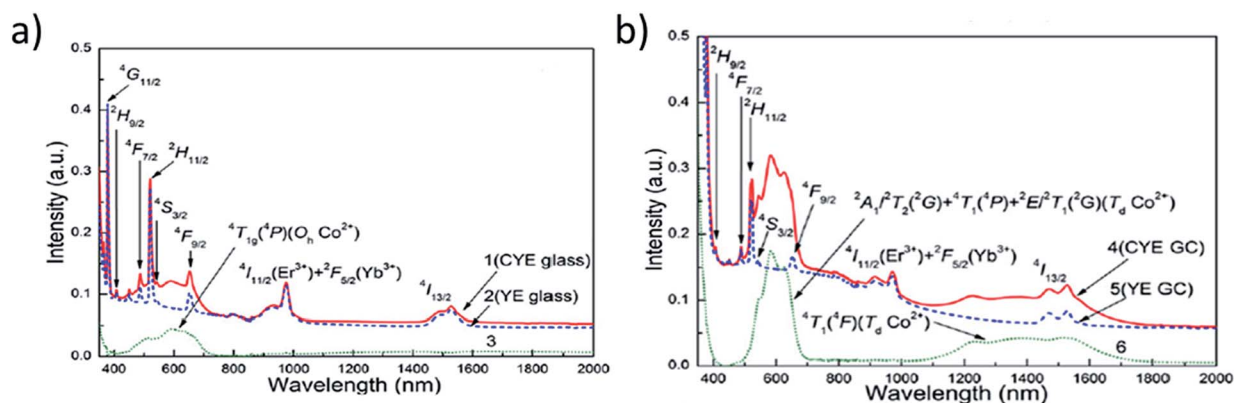 a)
0.5
0.4
0.3
0.2
0.1
0.0
Intensity (a.u.)
⁴G₁₁/₂
²H₉/₂
⁴F₇/₂
²H₁₁/₂
⁴S₃/₂
⁴F₉/₂
⁴T₁g(⁴P)(Oₕ Co²⁺)
⁴I₁₁/₂(Er³⁺)+²F₅/₂(Yb³⁺)
⁴I₁₃/₂
1(CYE glass)
2(YE glass)
3
400 600 800 1000 1200 1400 1600 1800 2000
Wavelength (nm)
b)
0.5
0.4
0.3
0.2
0.1
0.0
Intensity (a.u.)
²H₉/₂
⁴F₇/₂
²H₁₁/₂
⁴S₃/₂
⁴F₉/₂
²A₁/²T₂(²G)+⁴T₁(⁴P)+²E/²T₁(²G)(T_d Co²⁺)
⁴I₁₁/₂(Er³⁺)+²F₅/₂(Yb³⁺)
⁴I₁₃/₂
4(CYE GC)
5(YE GC)
⁴T₁(⁴F)(T_d Co²⁺)
6
400 600 800 1000 1200 1400 1600 1800 2000
Wavelength (nm)